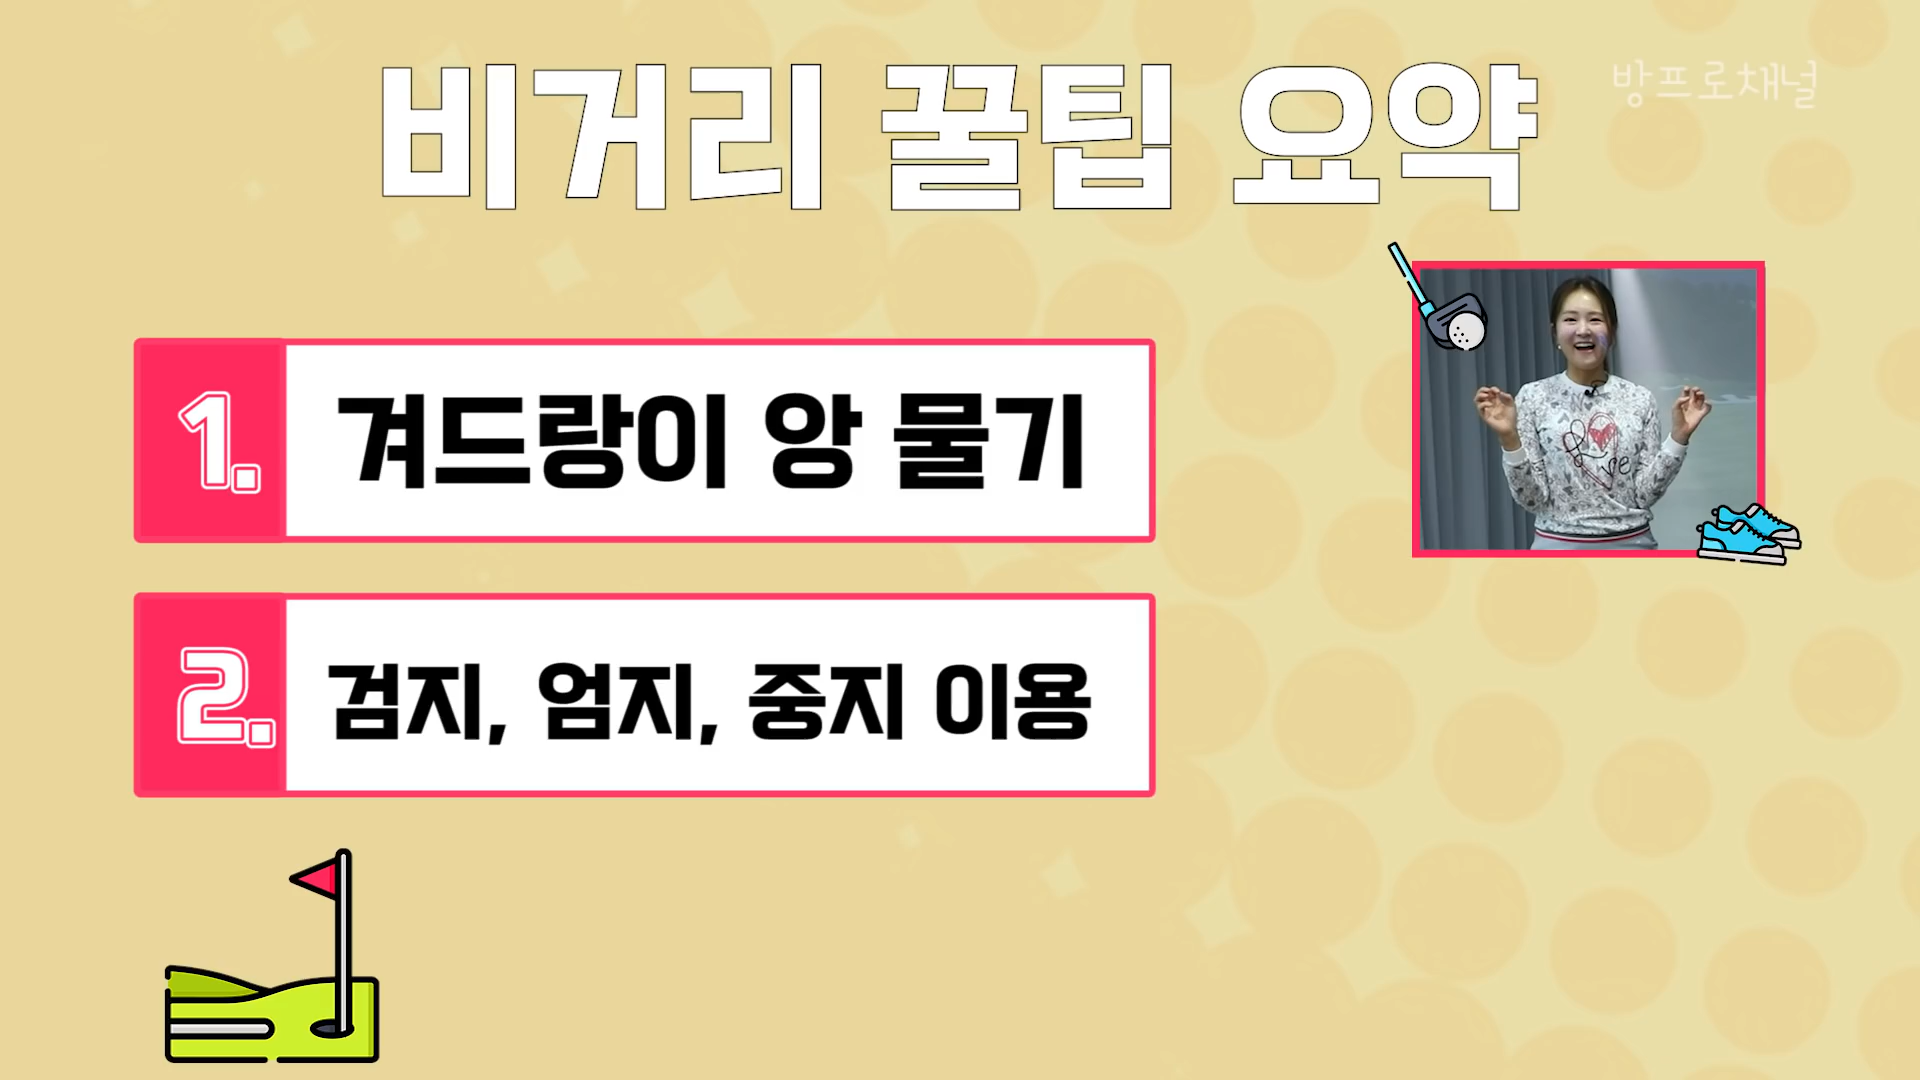 비거리 꿀팁 요약
방프로채널
1. 겨드랑이 앙 물기
2. 검지, 엄지, 중지 이용
Love